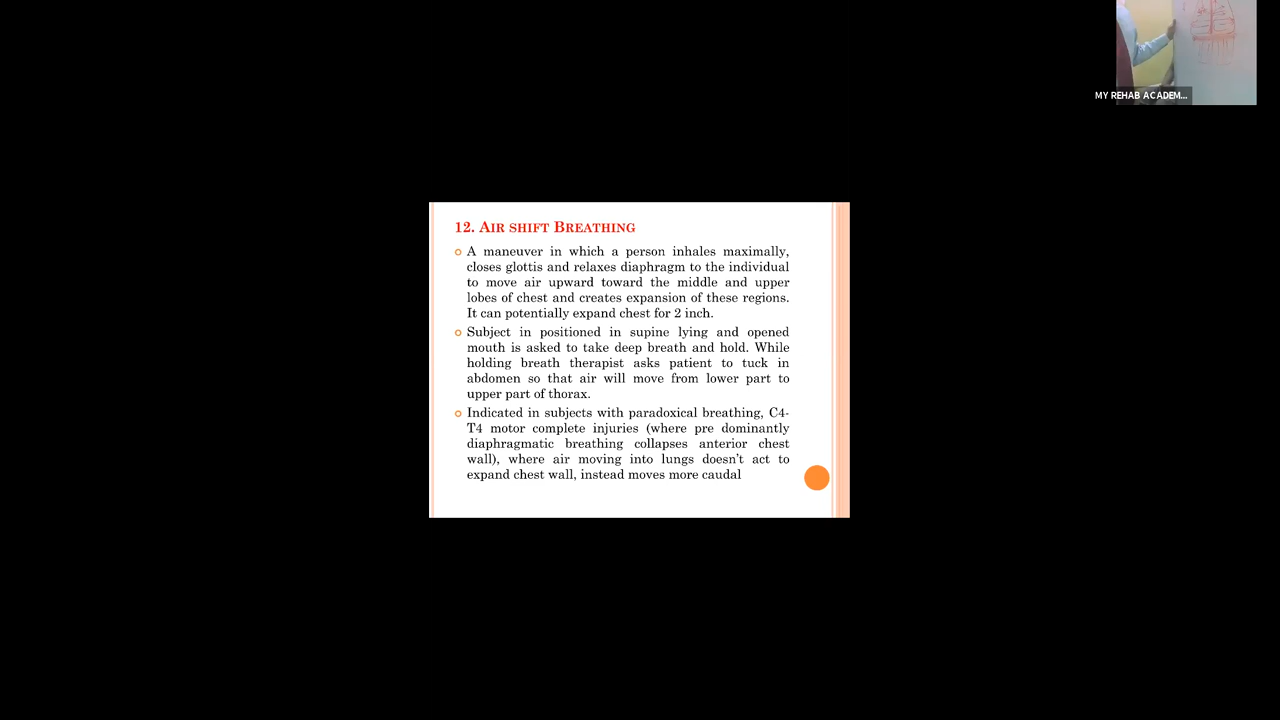 MY REHAB ACADEM...
12. AIR SHIFT BREATHING
A maneuver in which a person inhales maximally,
closes glottis and relaxes diaphragm to the individual
to move air upward toward the middle and upper
lobes of chest and creates expansion of these regions.
It can potentially expand chest for 2 inch.
Subject in positioned in supine lying and opened
mouth is asked to take deep breath and hold. While
holding breath therapist asks patient to tuck in
abdomen so that air will move from lower part to
upper part of thorax.
Indicated in subjects with paradoxical breathing, C4-
T4 motor complete injuries (where pre dominantly
diaphragmatic breathing collapses anterior chest
wall), where air moving into lungs doesn't act to
expand chest wall, instead moves more caudal